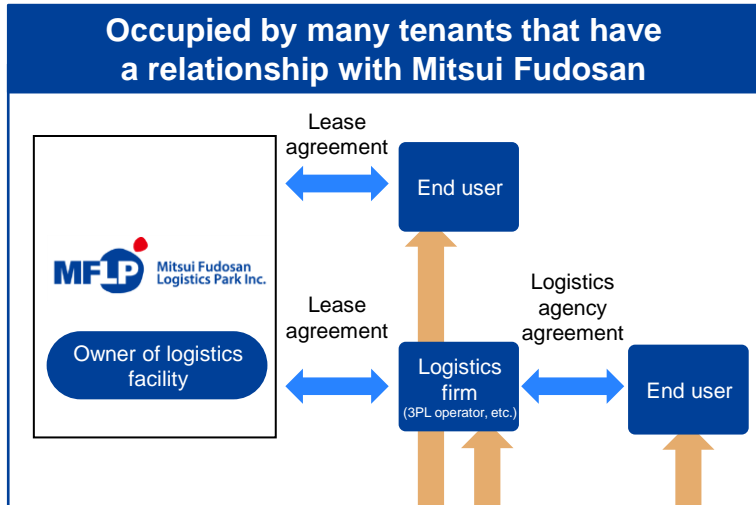 Occupied by many tenants that have
a relationship with Mitsui Fudosan
Lease
agreement
End user
MFLP
Mitsui Fudosan
Logistics Park Inc.
Owner of logistics
facility
Lease
agreement
Logistics
firm
(3PL operator, etc.)
Logistics
agency
agreement
End user